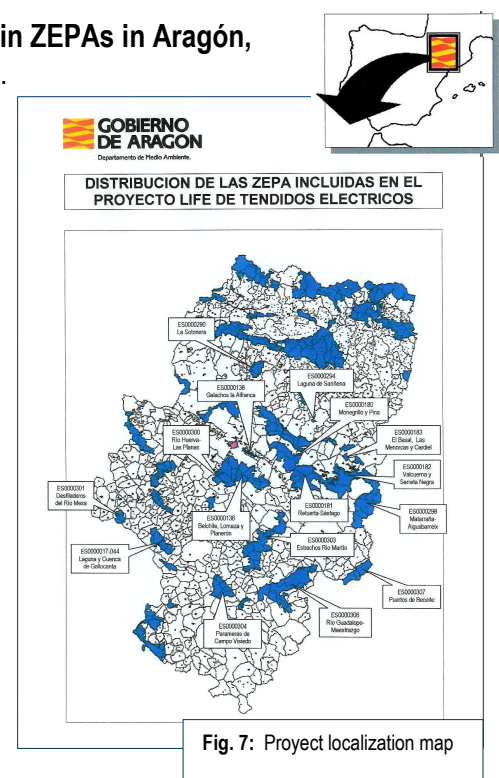 in ZEPAs in Aragón,
.
GOBIERNO
DE ARAGON
Departamento de Medio Ambiente.
DISTRIBUCION DE LAS ZEPA INCLUIDAS EN EL
PROYECTO LIFE DE TENDIDOS ELECTRICOS
ES0000290
La Sotonera
ES0000294
Laguna de Sariñena
ES0000138
Galachos la Alfranca
ES0000180
Monegrillo y Pina
ES0000300
Río Huerva-
Las Planas
ES0000183
El Basal, Las
Menorcas y Cardiel
ES0000182
Valcuerna y
Serreta Negra
ES0000301
Desfiladeros
del Río Mesa
ES0000181
Retuerta-Sástago
ES0000298
Matarraña-
Aiguabarreix
ES0000136
Belchite, Lomaza y
Planerón
ES0000303
Estrechos Río Martín
ES0000017-044
Laguna y Cuenca
de Gallocanta
ES0000307
Puertos de Beceite
ES0000306
Río Guadalope-
Maestrazgo
ES0000304
Parameras de
Campo Visiedo
Fig. 7: Proyect localization map